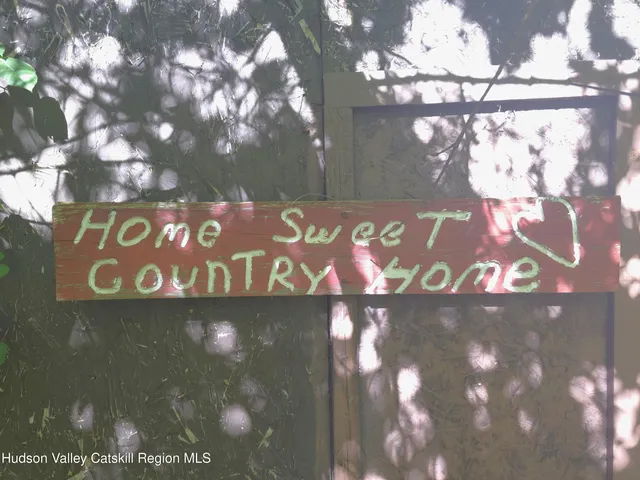 Home Sweet
Country Home
Hudson Valley Catskill Region MLS